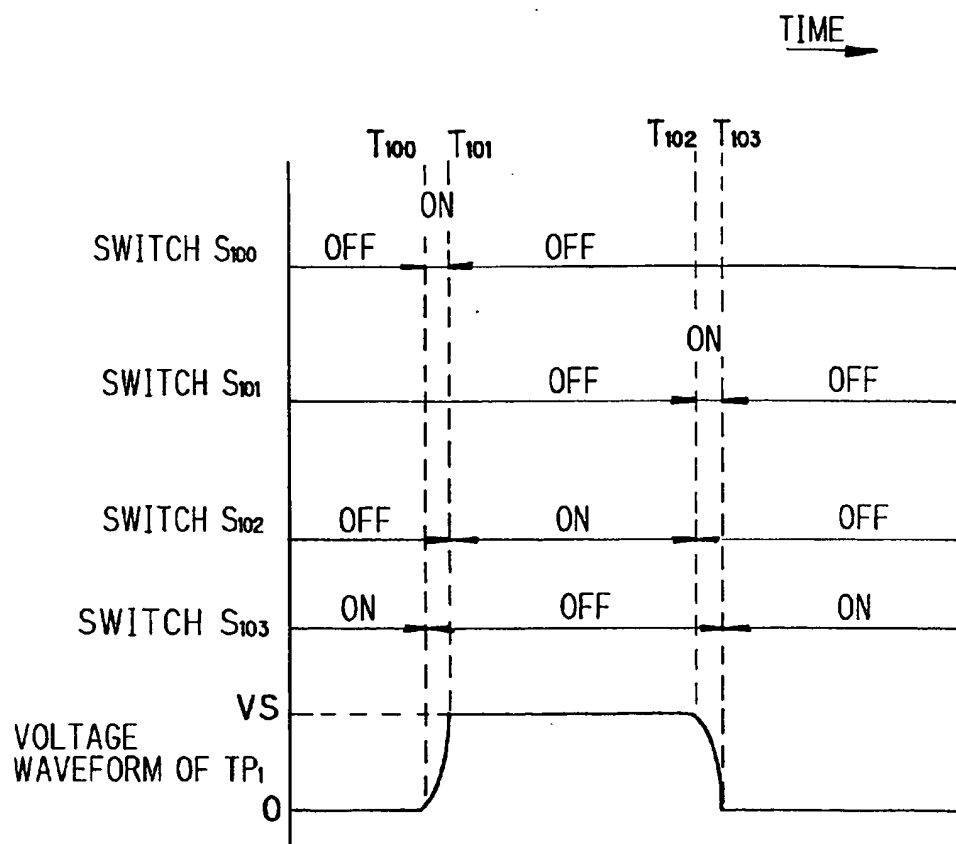 TIME
T100 T101 T102 T103
ON
SWITCH S100 OFF OFF
ON
SWITCH S101 OFF OFF
SWITCH S102 OFF ON OFF
SWITCH S103 ON OFF ON
VS
VOLTAGE
WAVEFORM OF TP1
0